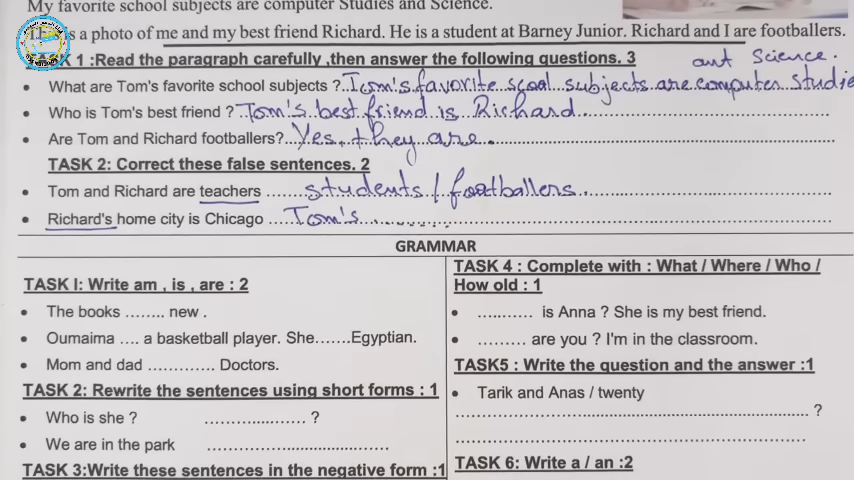 My favorite school subjects are computer Studies and Science.
is a photo of me and my best friend Richard. He is a student at Barney Junior. Richard and I are footballers.
TASK 1 :Read the paragraph carefully ,then answer the following questions. 3
ant Science.
What are Tom's favorite school subjects ? Tom's favorite scool subjects are computer studie
Who is Tom's best friend ? Tom's best friend is Richard.
Are Tom and Richard footballers? Yes, they are.
TASK 2: Correct these false sentences. 2
Tom and Richard are teachers ...... students / footballers.
Richard's home city is Chicago ... Tom's ...
GRAMMAR
TASK I: Write am , is , are : 2
The books ........ new .
Oumaima .... a basketball player. She.......Egyptian.
Mom and dad ............ Doctors.
TASK 2: Rewrite the sentences using short forms : 1
Who is she ? ..................... ?
We are in the park .....................................
TASK 3:Write these sentences in the negative form :1
TASK 4 : Complete with : What / Where / Who /
How old : 1
........... is Anna ? She is my best friend.
......... are you ? I'm in the classroom.
TASK5 : Write the question and the answer :1
Tarik and Anas / twenty
...................................................................... ?
......................................................................
TASK 6: Write a / an :2